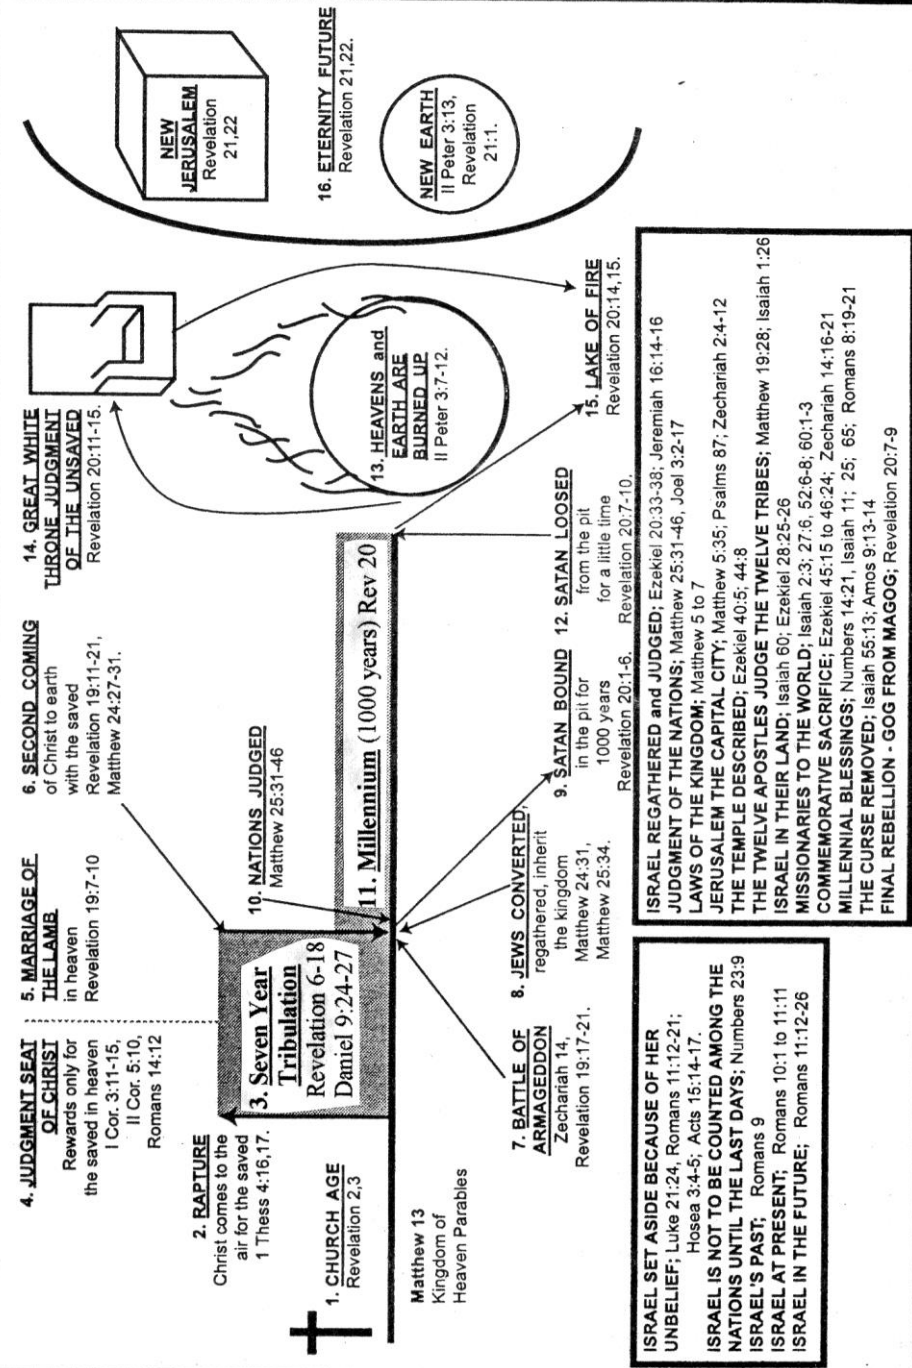 4. JUDGMENT SEAT
OF CHRIST
Rewards only for
the saved in heaven
I Cor. 3:11-15,
II Cor. 5:10,
Romans 14:12
5. MARRIAGE OF
THE LAMB
in heaven
Revelation 19:7-10
6. SECOND COMING
of Christ to earth
with the saved
Revelation 19:11-21,
Matthew 24:27-31.
14. GREAT WHITE
THRONE JUDGMENT
OF THE UNSAVED
Revelation 20:11-15.
NEW
JERUSALEM
Revelation
21,22
2. RAPTURE
Christ comes to the
air for the saved
1 Thess 4:16,17.
3. Seven Year
Tribulation
Revelation 6-18
Daniel 9:24-27
10. NATIONS JUDGED
Matthew 25:31-46
1. CHURCH AGE
Revelation 2,3
11. Millennium (1000 years) Rev 20
13. HEAVENS and
EARTH ARE
BURNED UP
II Peter 3:7-12.
16. ETERNITY FUTURE
Revelation 21,22.
NEW EARTH
II Peter 3:13,
Revelation
21:1.
Matthew 13
Kingdom of
Heaven Parables
7. BATTLE OF
ARMAGEDDON
Zechariah 14,
Revelation 19:17-21.
8. JEWS CONVERTED,
regathered, inherit
the kingdom
Matthew 24:31,
Matthew 25:34.
9. SATAN BOUND
in the pit for
1000 years
Revelation 20:1-6.
12. SATAN LOOSED
from the pit
for a little time
Revelation 20:7-10.
15. LAKE OF FIRE
Revelation 20:14,15.
ISRAEL SET ASIDE BECAUSE OF HER
UNBELIEF; Luke 21:24, Romans 11:12-21;
Hosea 3:4-5; Acts 15:14-17.
ISRAEL IS NOT TO BE COUNTED AMONG THE
NATIONS UNTIL THE LAST DAYS; Numbers 23:9
ISRAEL'S PAST; Romans 9
ISRAEL AT PRESENT; Romans 10:1 to 11:11
ISRAEL IN THE FUTURE; Romans 11:12-26
ISRAEL REGATHERED and JUDGED; Ezekiel 20:33-38; Jeremiah 16:14-16
JUDGMENT OF THE NATIONS; Matthew 25:31-46, Joel 3:2-17
LAWS OF THE KINGDOM; Matthew 5 to 7
JERUSALEM THE CAPITAL CITY; Matthew 5:35; Psalms 87; Zechariah 2:4-12
THE TEMPLE DESCRIBED; Ezekiel 40:5; 44:8
THE TWELVE APOSTLES JUDGE THE TWELVE TRIBES; Matthew 19:28; Isaiah 1:26
ISRAEL IN THEIR LAND; Isaiah 60; Ezekiel 28:25-26
MISSIONARIES TO THE WORLD; Isaiah 2:3; 27:6, 52:6-8; 60:1-3
COMMEMORATIVE SACRIFICE; Ezekiel 45:15 to 46:24; Zechariah 14:16-21
MILLENNIAL BLESSINGS; Numbers 14:21, Isaiah 11; 25; 65; Romans 8:19-21
THE CURSE REMOVED; Isaiah 55:13; Amos 9:13-14
FINAL REBELLION - GOG FROM MAGOG; Revelation 20:7-9